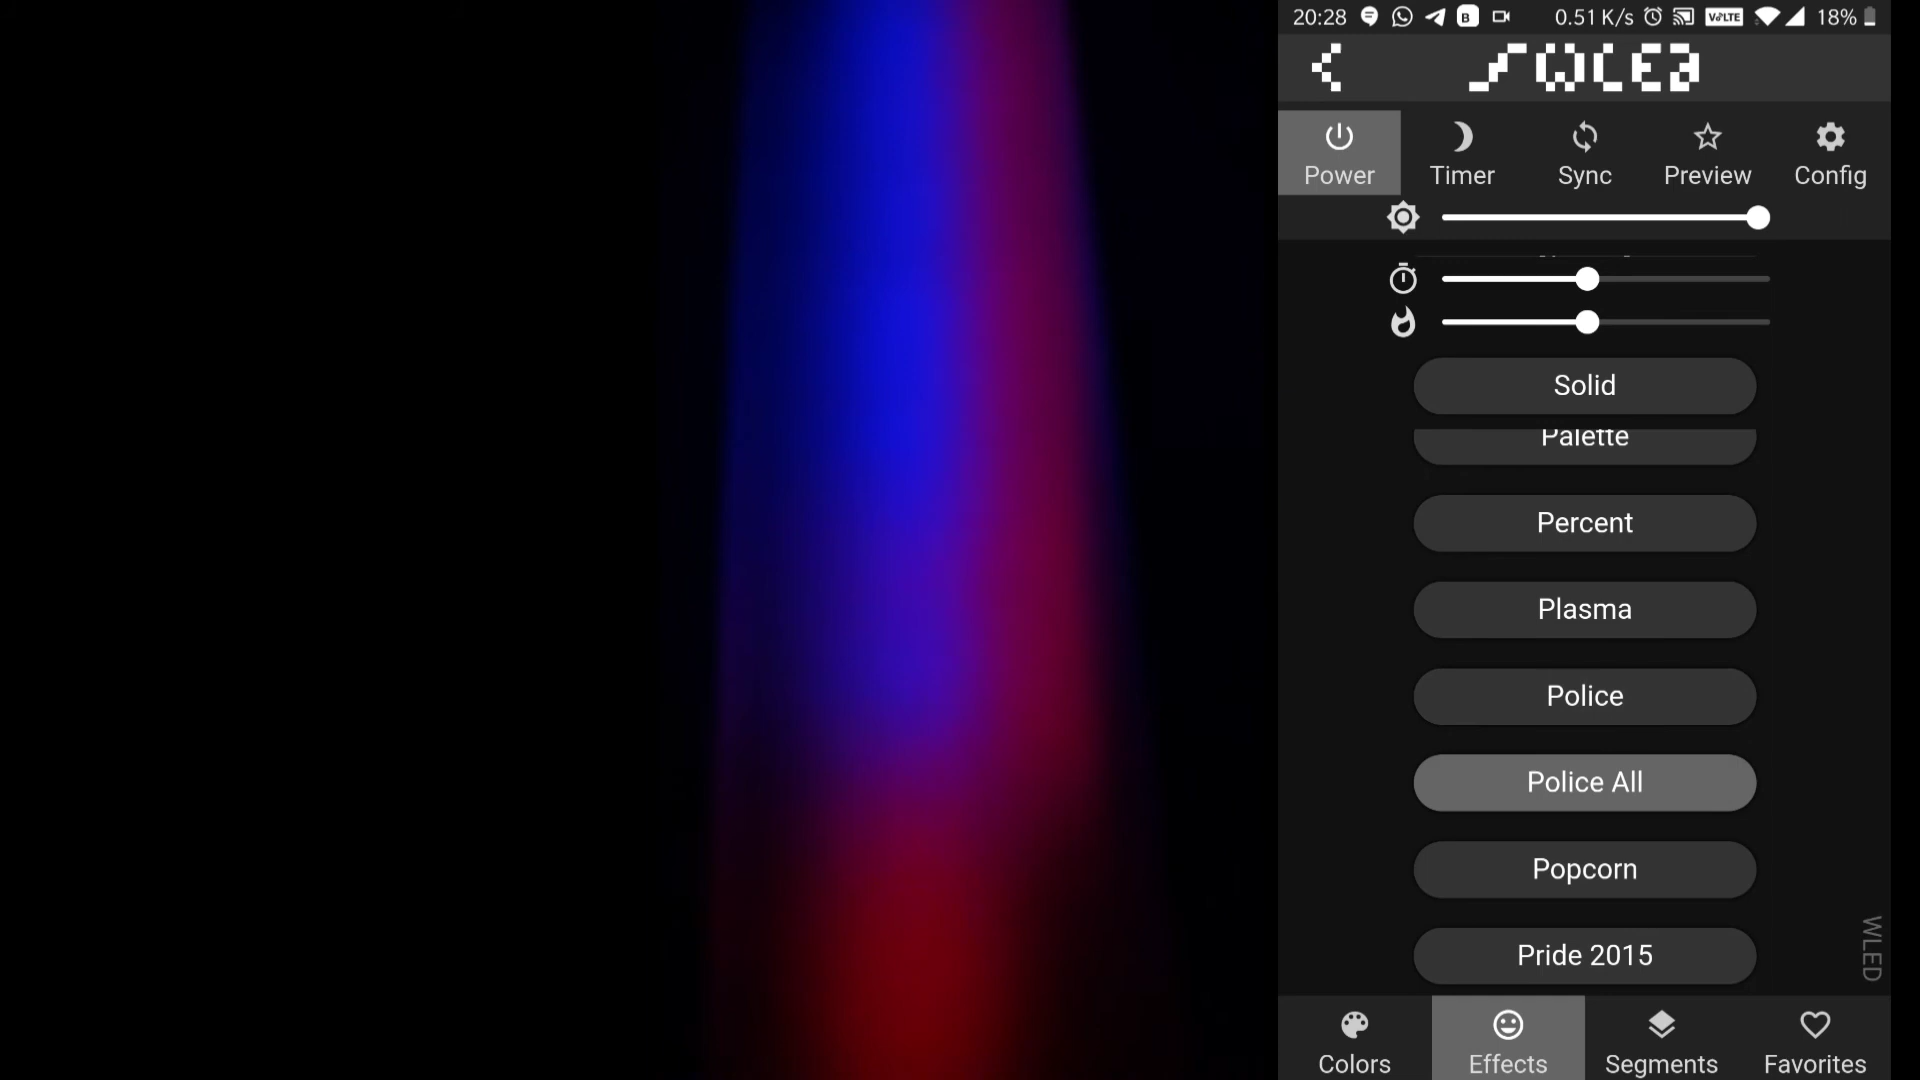 20:28 0.51 K/s VoLTE 18%
WLED
Power Timer Sync Preview Config
Solid
Palette
Percent
Plasma
Police
Police All
Popcorn
Pride 2015
WLED
Colors Effects Segments Favorites